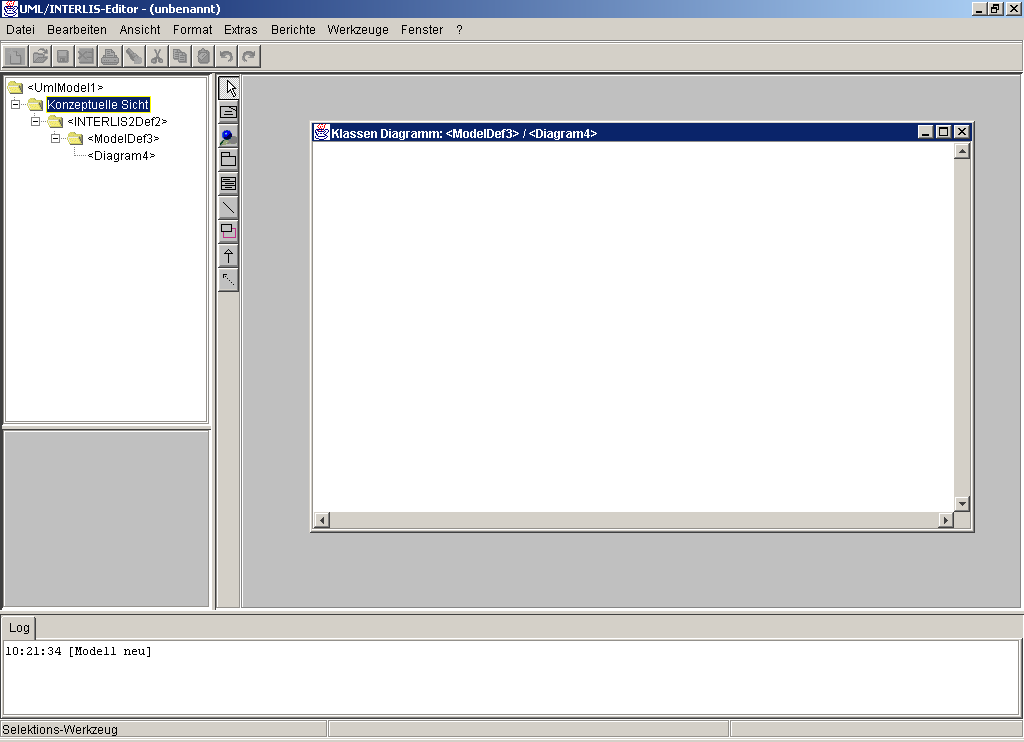 UML/INTERLIS-Editor - (unbenannt)
Datei Bearbeiten Ansicht Format Extras Berichte Werkzeuge Fenster ?
<UmlModel1>
Konzeptuelle Sicht
<INTERLIS2Def2>
<ModelDef3>
<Diagram4>
Klassen Diagramm: <ModelDef3> / <Diagram4>
Log
10:21:34 [Modell neu]
Selektions-Werkzeug